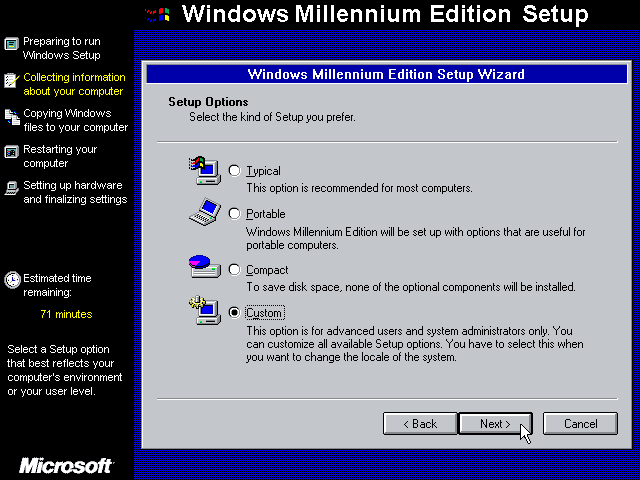 Windows Millennium Edition Setup
Preparing to run
Windows Setup
Collecting information
about your computer
Copying Windows
files to your computer
Restarting your
computer
Setting up hardware
and finalizing settings
Estimated time
remaining:
71 minutes
Select a Setup option
that best reflects your
computer's environment
or your user level.
Microsoft
Windows Millennium Edition Setup Wizard
Setup Options
Select the kind of Setup you prefer.
Typical
This option is recommended for most computers.
Portable
Windows Millennium Edition will be set up with options that are useful for
portable computers.
Compact
To save disk space, none of the optional components will be installed.
Custom
This option is for advanced users and system administrators only. You
can customize all available Setup options. You have to select this when
you want to change the locale of the system.
< Back
Next >
Cancel